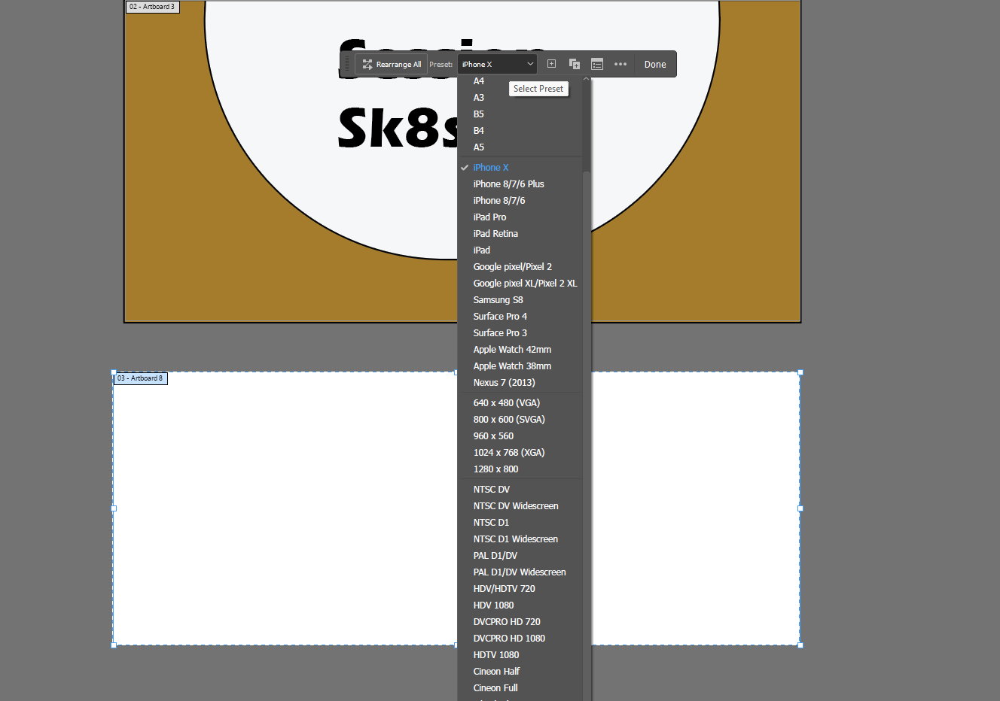 02 - Artboard 3
Session
Rearrange All Preset: iPhone X Done
A4
Select Preset
A3
B5
Sk8s
B4
A5
iPhone X
iPhone 8/7/6 Plus
iPhone 8/7/6
iPad Pro
iPad Retina
iPad
Google pixel/Pixel 2
Google pixel XL/Pixel 2 XL
Samsung S8
Surface Pro 4
Surface Pro 3
Apple Watch 42mm
Apple Watch 38mm
03 - Artboard 8
Nexus 7 (2013)
640 x 480 (VGA)
800 x 600 (SVGA)
960 x 560
1024 x 768 (XGA)
1280 x 800
NTSC DV
NTSC DV Widescreen
NTSC D1
NTSC D1 Widescreen
PAL D1/DV
PAL D1/DV Widescreen
HDV/HDTV 720
HDV 1080
DVCPRO HD 720
DVCPRO HD 1080
HDTV 1080
Cineon Half
Cineon Full